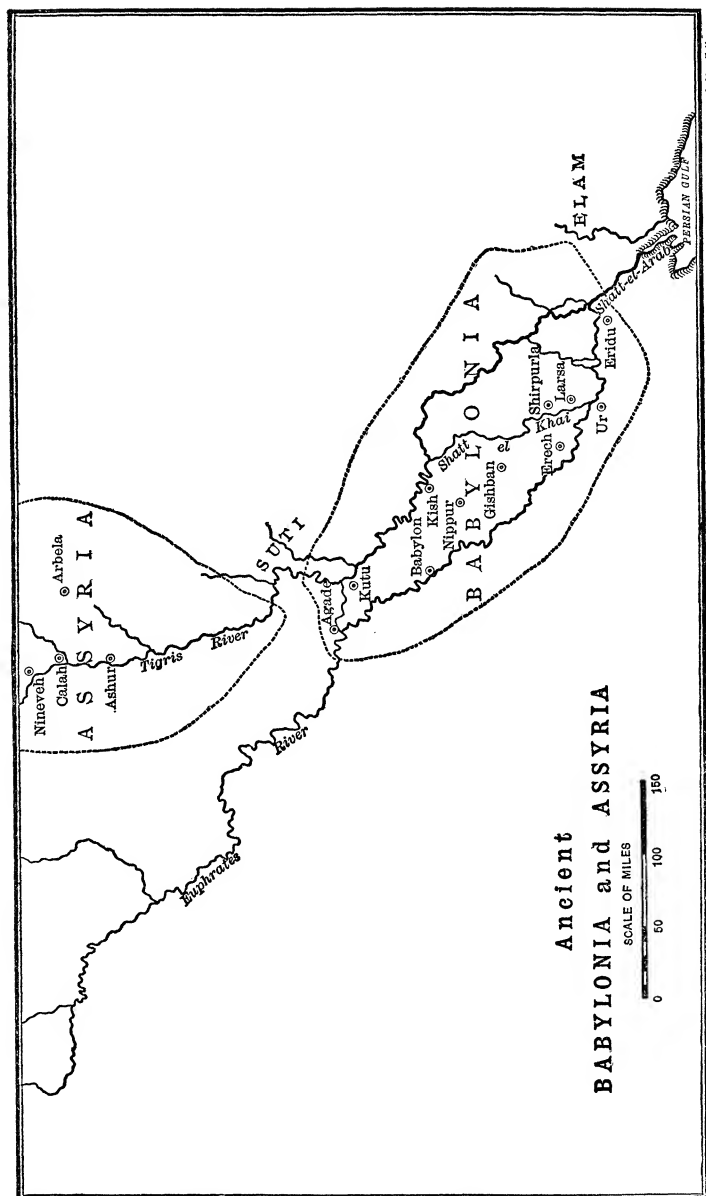 Nineveh
Calah
Arbela
ASSYRIA
Ashur
Tigris River
SUTI
Euphrates River
Agade
Kutu
Babylon
Kish
Nippur
BABYLONIA
Gishban
Shatt el Khai
Shirpurla
Larsa
Erech
Ur
Eridu
ELAM
Shatt-el-Arab
PERSIAN GULF
Ancient
BABYLONIA and ASSYRIA
SCALE OF MILES
0 50 100 150